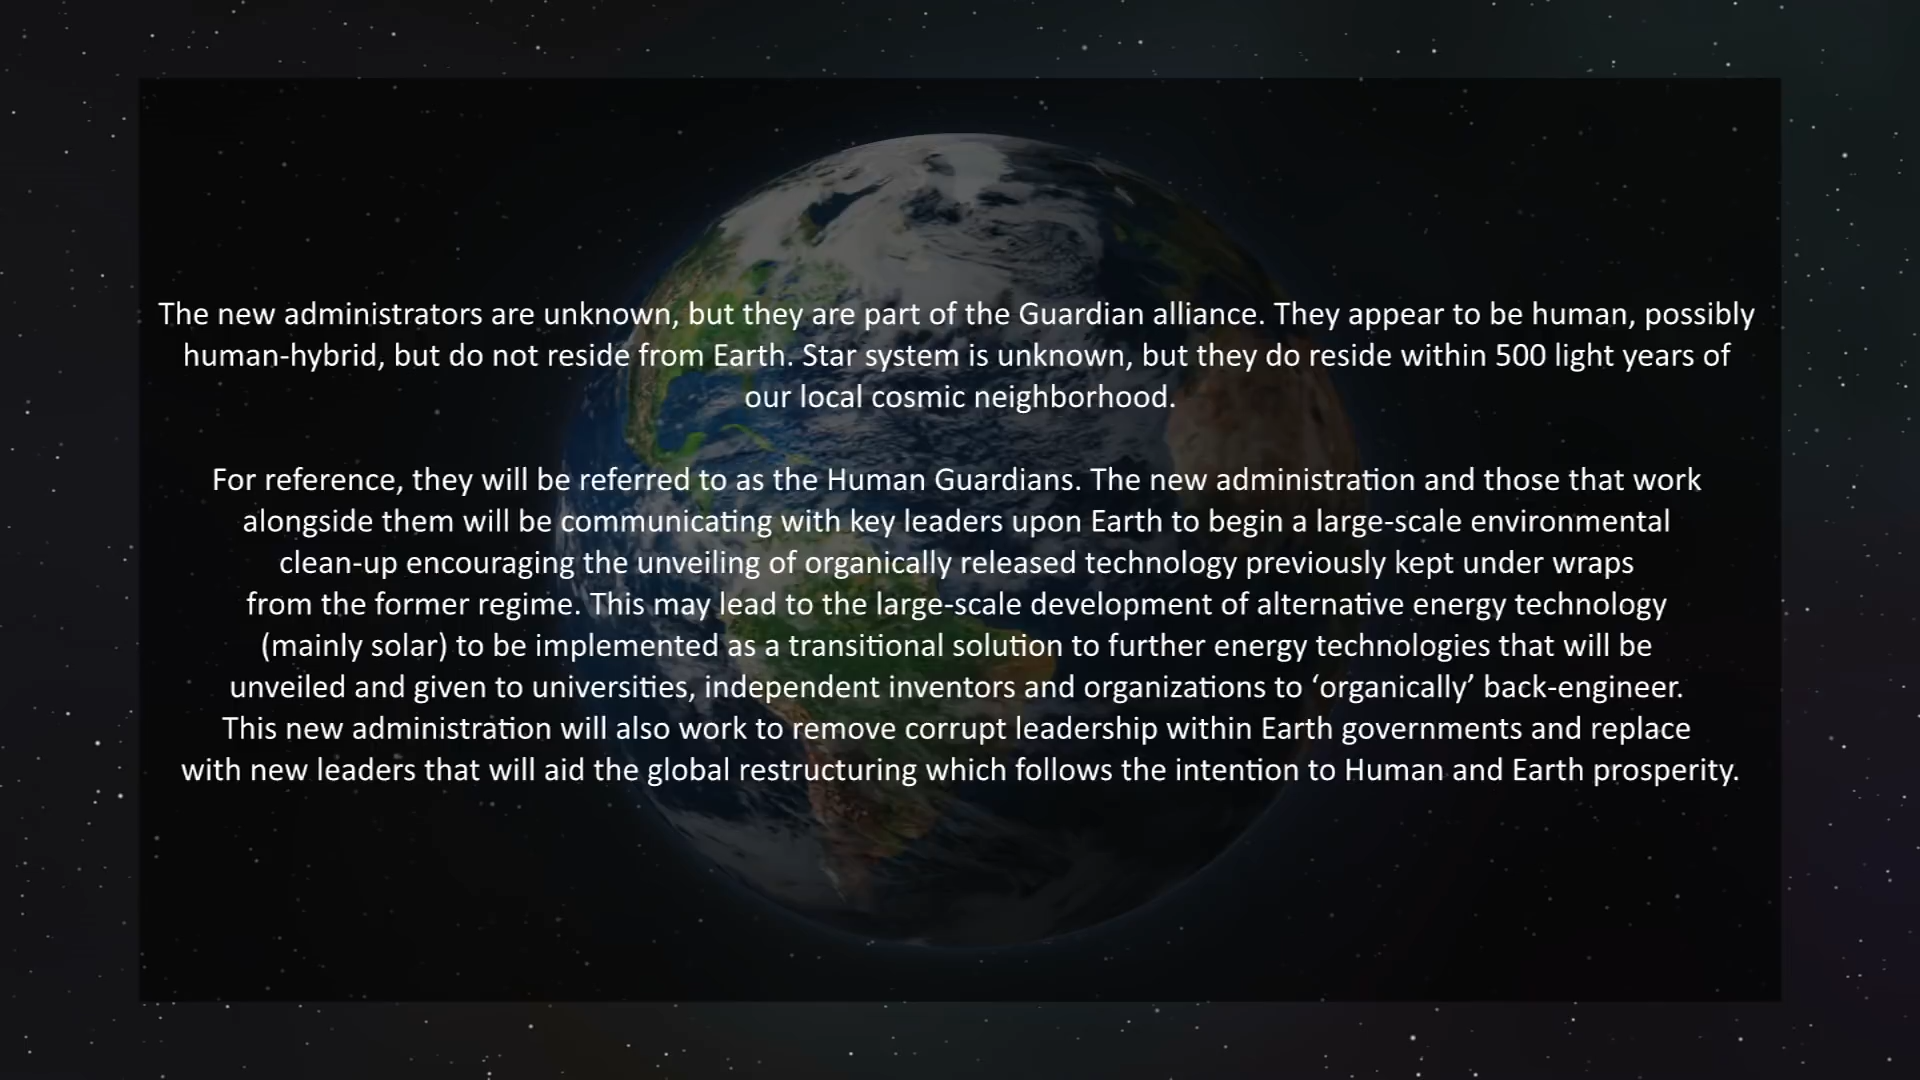 The new administrators are unknown, but they are part of the Guardian alliance. They appear to be human, possibly
human-hybrid, but do not reside from Earth. Star system is unknown, but they do reside within 500 light years of
our local cosmic neighborhood.
For reference, they will be referred to as the Human Guardians. The new administration and those that work
alongside them will be communicating with key leaders upon Earth to begin a large-scale environmental
clean-up encouraging the unveiling of organically released technology previously kept under wraps
from the former regime. This may lead to the large-scale development of alternative energy technology
(mainly solar) to be implemented as a transitional solution to further energy technologies that will be
unveiled and given to universities, independent inventors and organizations to ‘organically’ back-engineer.
This new administration will also work to remove corrupt leadership within Earth governments and replace
with new leaders that will aid the global restructuring which follows the intention to Human and Earth prosperity.